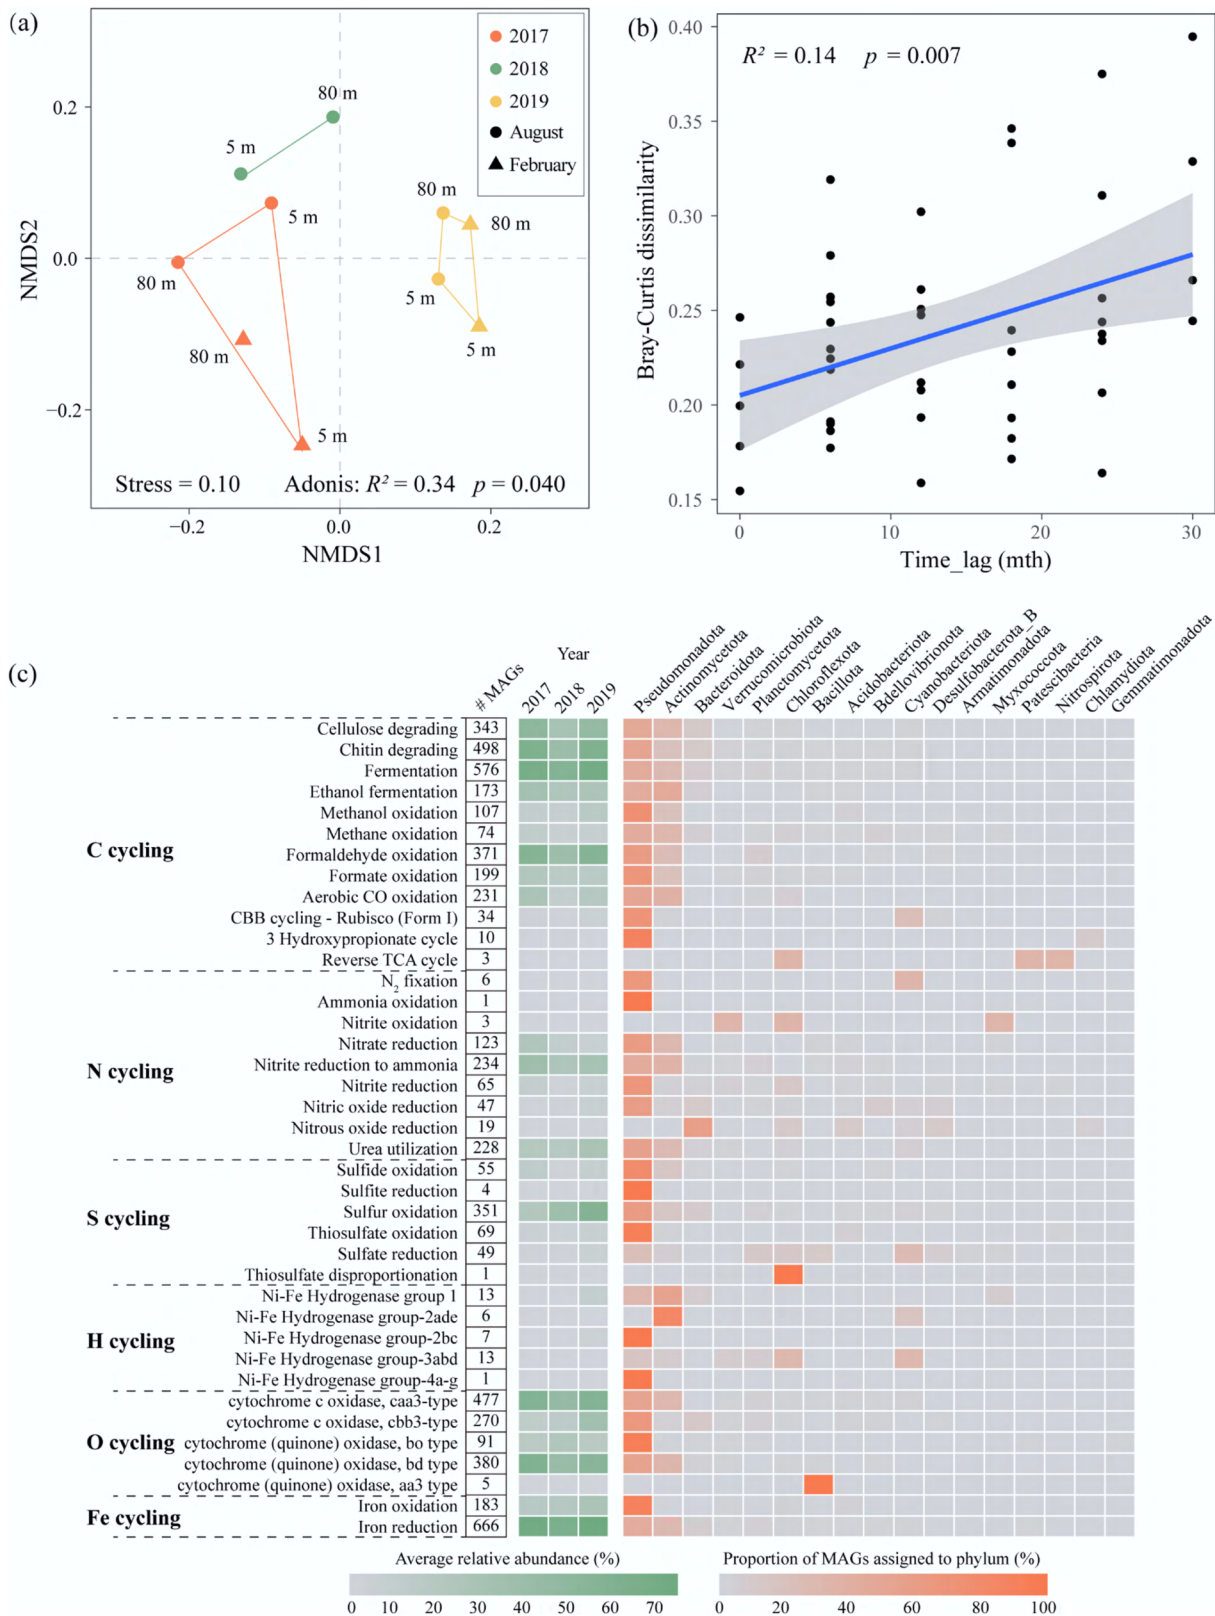 (a)
2017
2018
2019
August
February
80 m
5 m
5 m
80 m
80 m
5 m
80 m
80 m
5 m
5 m
0.2
0.0
−0.2
NMDS2
Stress = 0.10 Adonis: R² = 0.34 p = 0.040
−0.2 0.0 0.2
NMDS1
(b)
R² = 0.14 p = 0.007
0.40
0.35
0.30
0.25
0.20
0.15
Bray-Curtis dissimilarity
0 10 20 30
Time_lag (mth)
(c)
Year
# MAGs 2017 2018 2019
Pseudomonadota Actinomycetota Bacteroidota Verrucomicrobiota Planctomycetota Chloroflexota Bacillota Acidobacteriota Bdellovibrionota Cyanobacteriota Desulfobacterota_B Armatimonadota Myxococcota Patescibacteria Nitrospirota Chlamydiota Gemmatimonadota
C cycling
Cellulose degrading 343
Chitin degrading 498
Fermentation 576
Ethanol fermentation 173
Methanol oxidation 107
Methane oxidation 74
Formaldehyde oxidation 371
Formate oxidation 199
Aerobic CO oxidation 231
CBB cycling - Rubisco (Form I) 34
3 Hydroxypropionate cycle 10
Reverse TCA cycle 3
N cycling
N₂ fixation 6
Ammonia oxidation 1
Nitrite oxidation 3
Nitrate reduction 123
Nitrite reduction to ammonia 234
Nitrite reduction 65
Nitric oxide reduction 47
Nitrous oxide reduction 19
Urea utilization 228
S cycling
Sulfide oxidation 55
Sulfite reduction 4
Sulfur oxidation 351
Thiosulfate oxidation 69
Sulfate reduction 49
Thiosulfate disproportionation 1
H cycling
Ni-Fe Hydrogenase group 1 13
Ni-Fe Hydrogenase group-2ade 6
Ni-Fe Hydrogenase group-2bc 7
Ni-Fe Hydrogenase group-3abd 13
Ni-Fe Hydrogenase group-4a-g 1
O cycling
cytochrome c oxidase, caa3-type 477
cytochrome c oxidase, cbb3-type 270
cytochrome (quinone) oxidase, bo type 91
cytochrome (quinone) oxidase, bd type 380
cytochrome (quinone) oxidase, aa3 type 5
Fe cycling
Iron oxidation 183
Iron reduction 666
Average relative abundance (%)
0 10 20 30 40 50 60 70
Proportion of MAGs assigned to phylum (%)
0 20 40 60 80 100